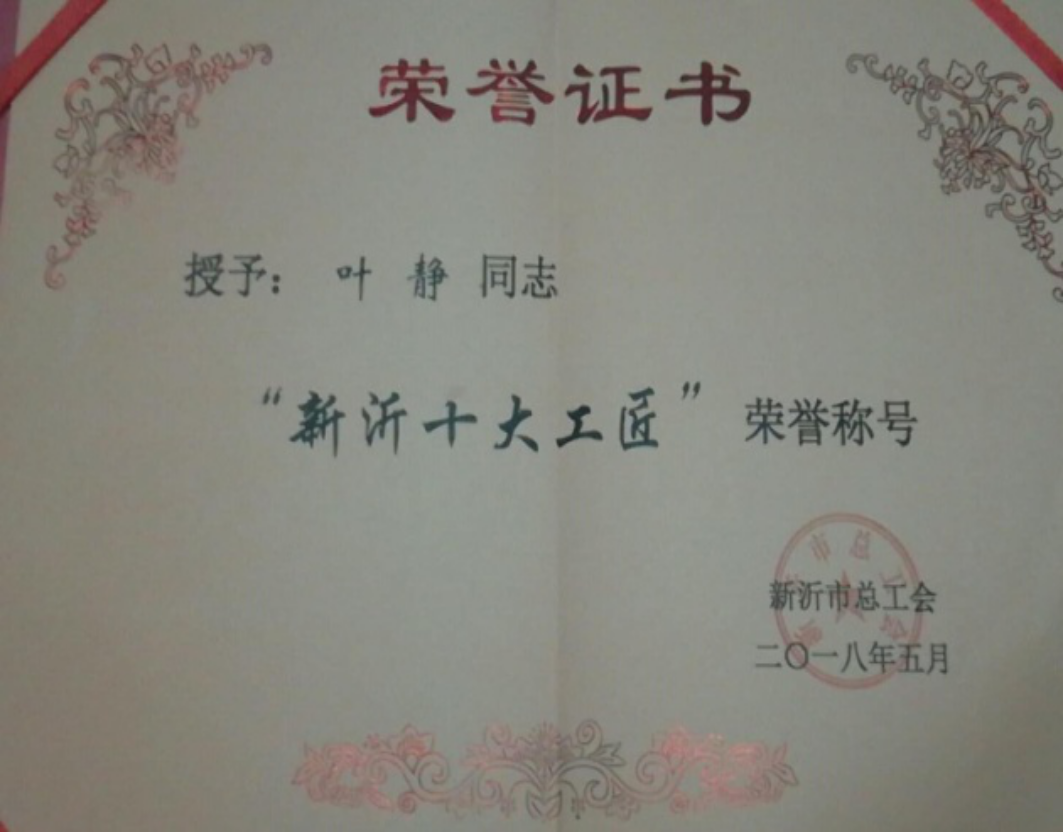 荣誉证书
授予：叶 静 同志
“新沂十大工匠”荣誉称号
新沂市总工会
二〇一八年五月